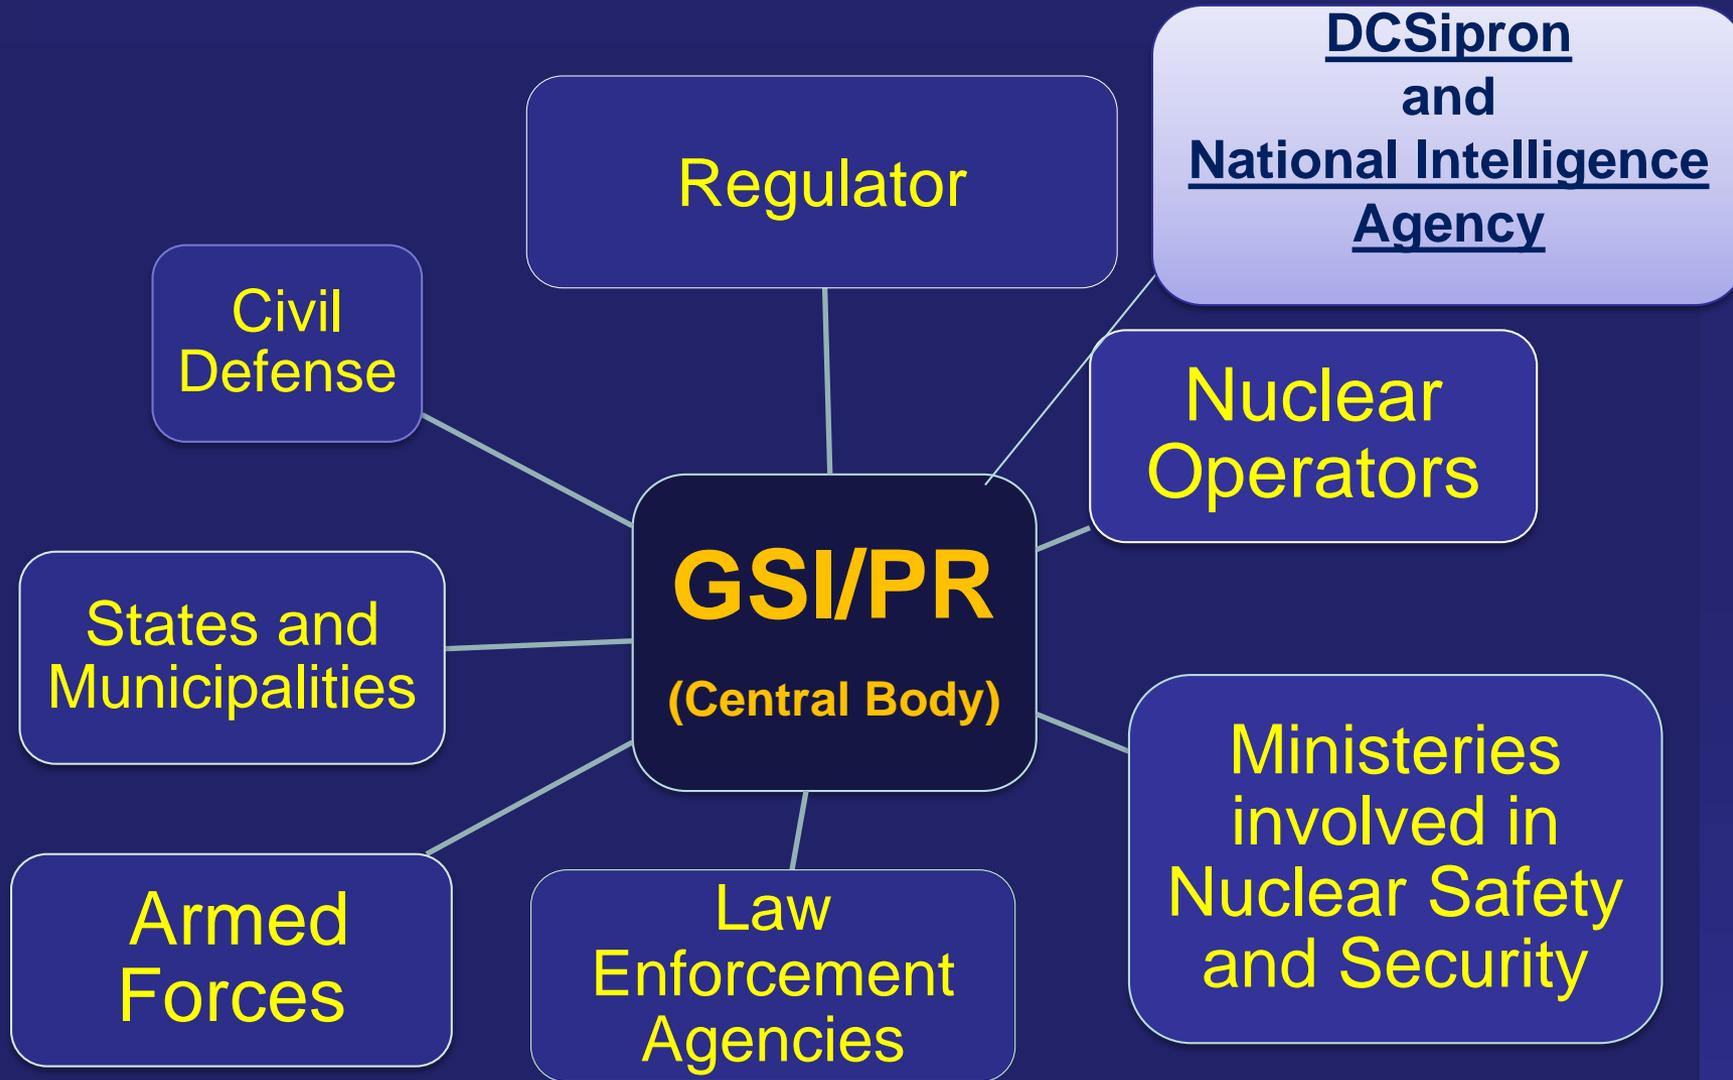 DCSipron
and
National Intelligence
Agency
Regulator
Civil
Defense
Nuclear
Operators
GSI/PR
(Central Body)
States and
Municipalities
Ministeries
involved in
Nuclear Safety
and Security
Armed
Forces
Law
Enforcement
Agencies